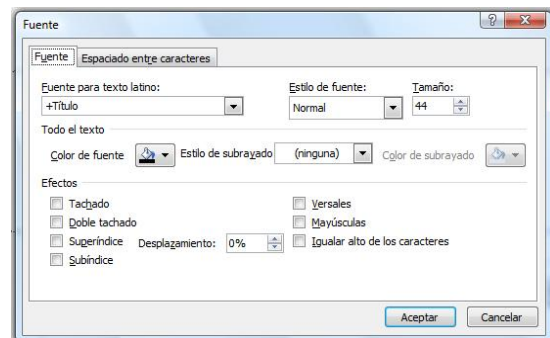 Fuente
Fuente Espaciado entre caracteres
Fuente para texto latino: Estilo de fuente: Tamaño:
+Título Normal 44
Todo el texto
Color de fuente Estilo de subrayado (ninguna) Color de subrayado
Efectos
Tachado Versales
Doble tachado Mayúsculas
Superíndice Desplazamiento: 0% Igualar alto de los caracteres
Subíndice
Aceptar Cancelar